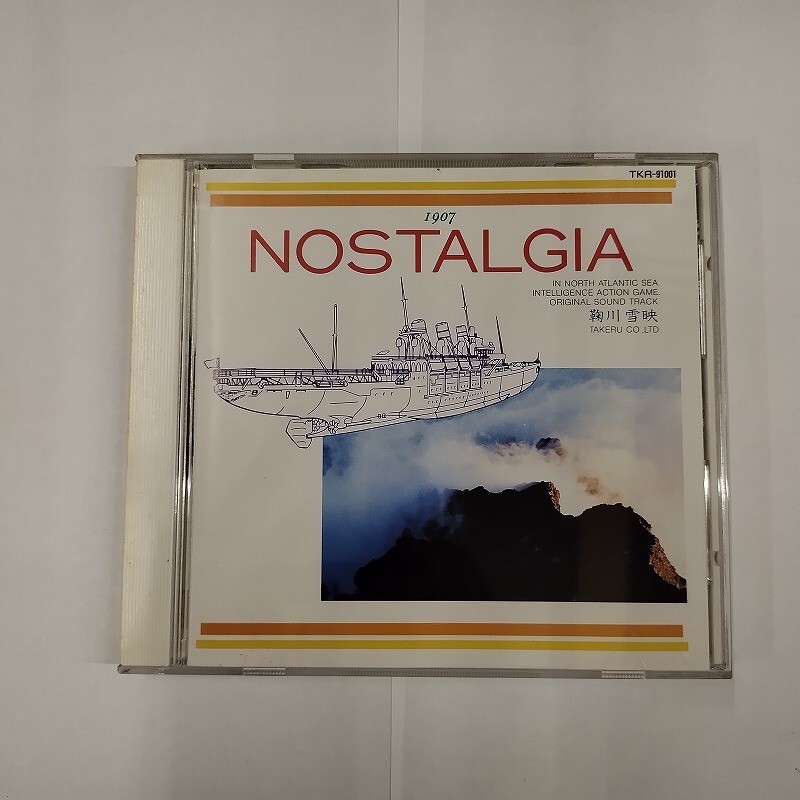 TKR-91001
1907
NOSTALGIA
IN NORTH ATLANTIC SEA.
INTELLIGENCE ACTION GAME.
ORIGINAL SOUND TRACK.
鞠川雪映
TAKERU CO.,LTD.